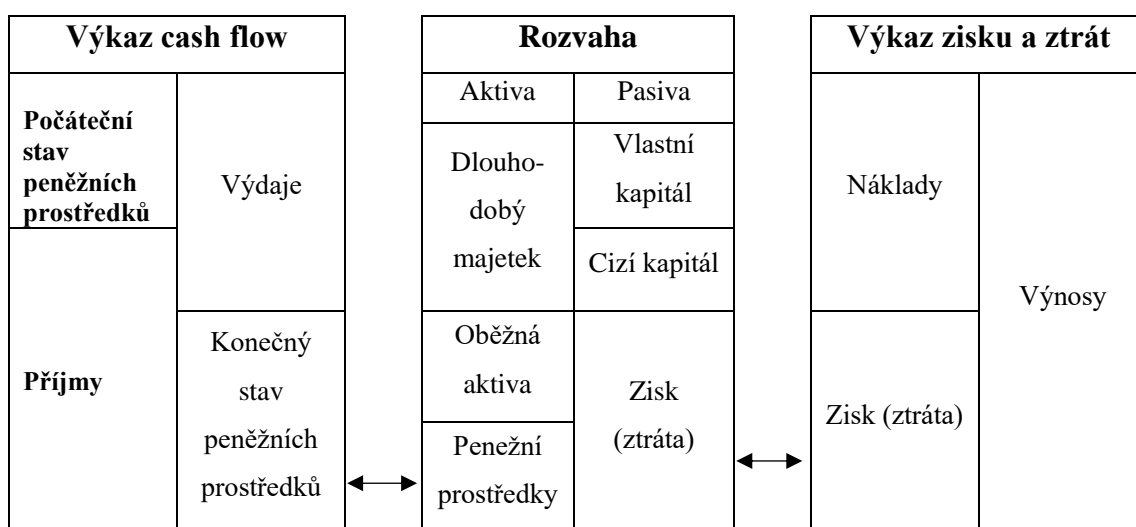 Výkaz cash flow
Počáteční
stav
peněžních
prostředků
Výdaje
Příjmy
Konečný
stav
peněžních
prostředků
Rozvaha
Aktiva
Pasiva
Dlouho-
dobý
majetek
Vlastní
kapitál
Cizí kapitál
Oběžná
aktiva
Zisk
(ztráta)
Penežní
prostředky
Výkaz zisku a ztrát
Náklady
Výnosy
Zisk (ztráta)